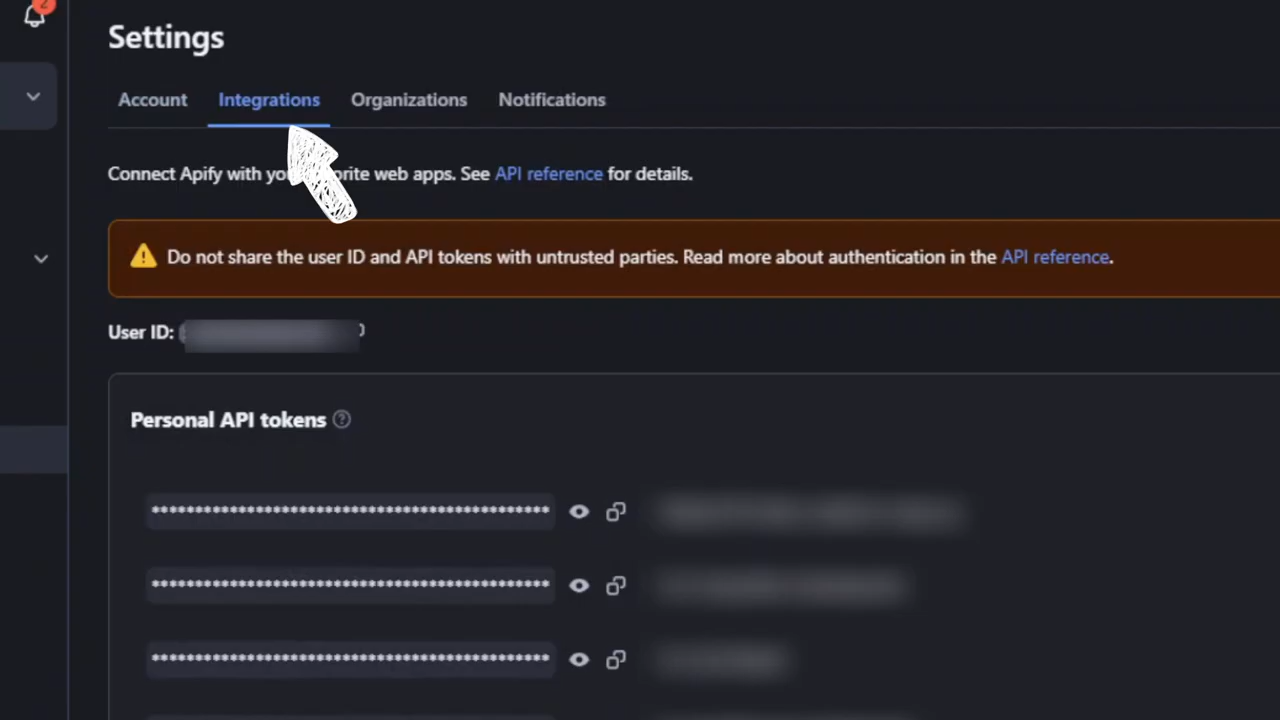 2
Settings
Account Integrations Organizations Notifications
Connect Apify with yo rite web apps. See API reference for details.
Do not share the user ID and API tokens with untrusted parties. Read more about authentication in the API reference.
User ID:
Personal API tokens
**********************************************
**********************************************
**********************************************